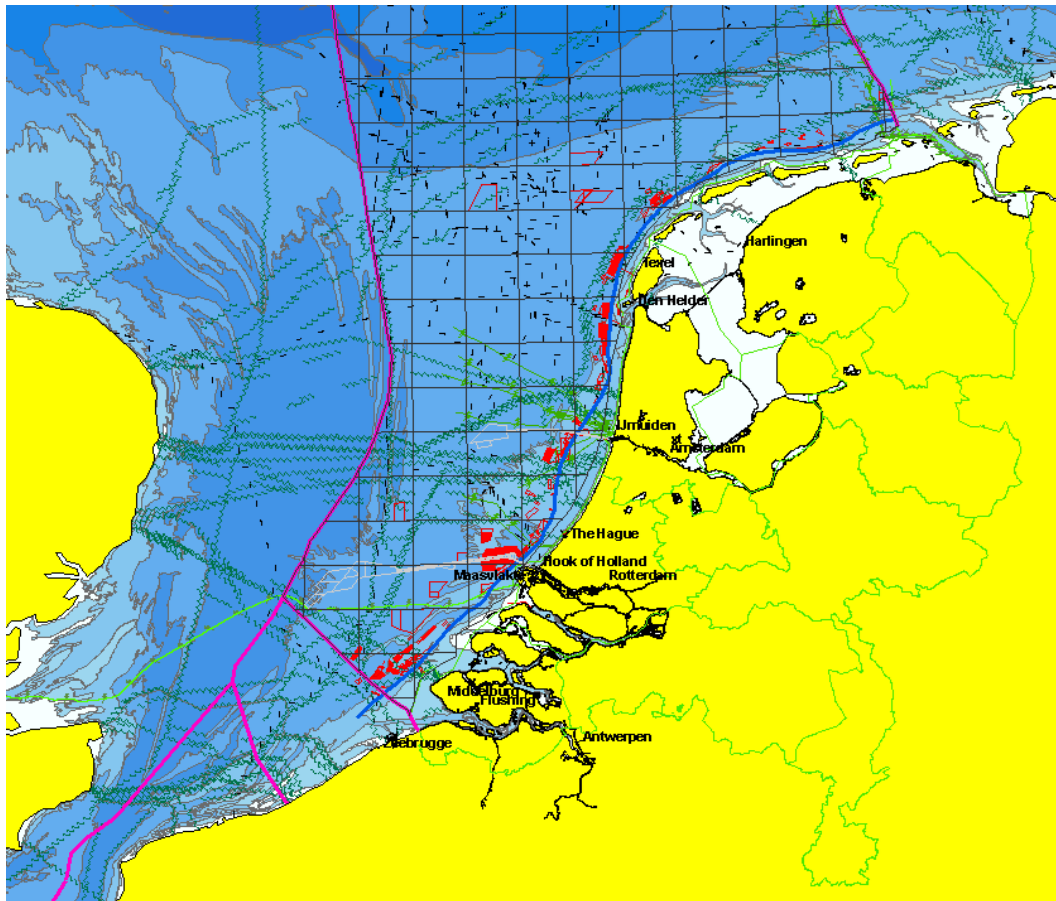 Harlingen
Texel
Den Helder
IJmuiden
Amsterdam
The Hague
Hook of Holland
Maasvlakte
Rotterdam
Middelburg
Flushing
Zeebrugge
Antwerpen